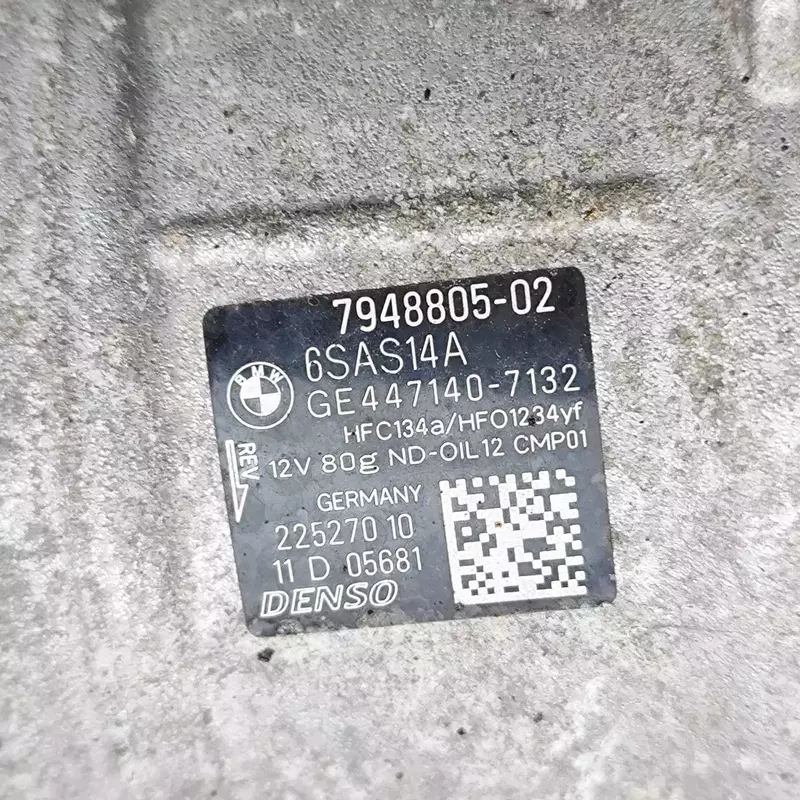 7948805-02
6SAS14A
BMW
GE447140-7132
HFC134a/HFO1234yf
REV
12V 80g ND-OIL12 CMP01
GERMANY
225270 10
11 D 05681
DENSO